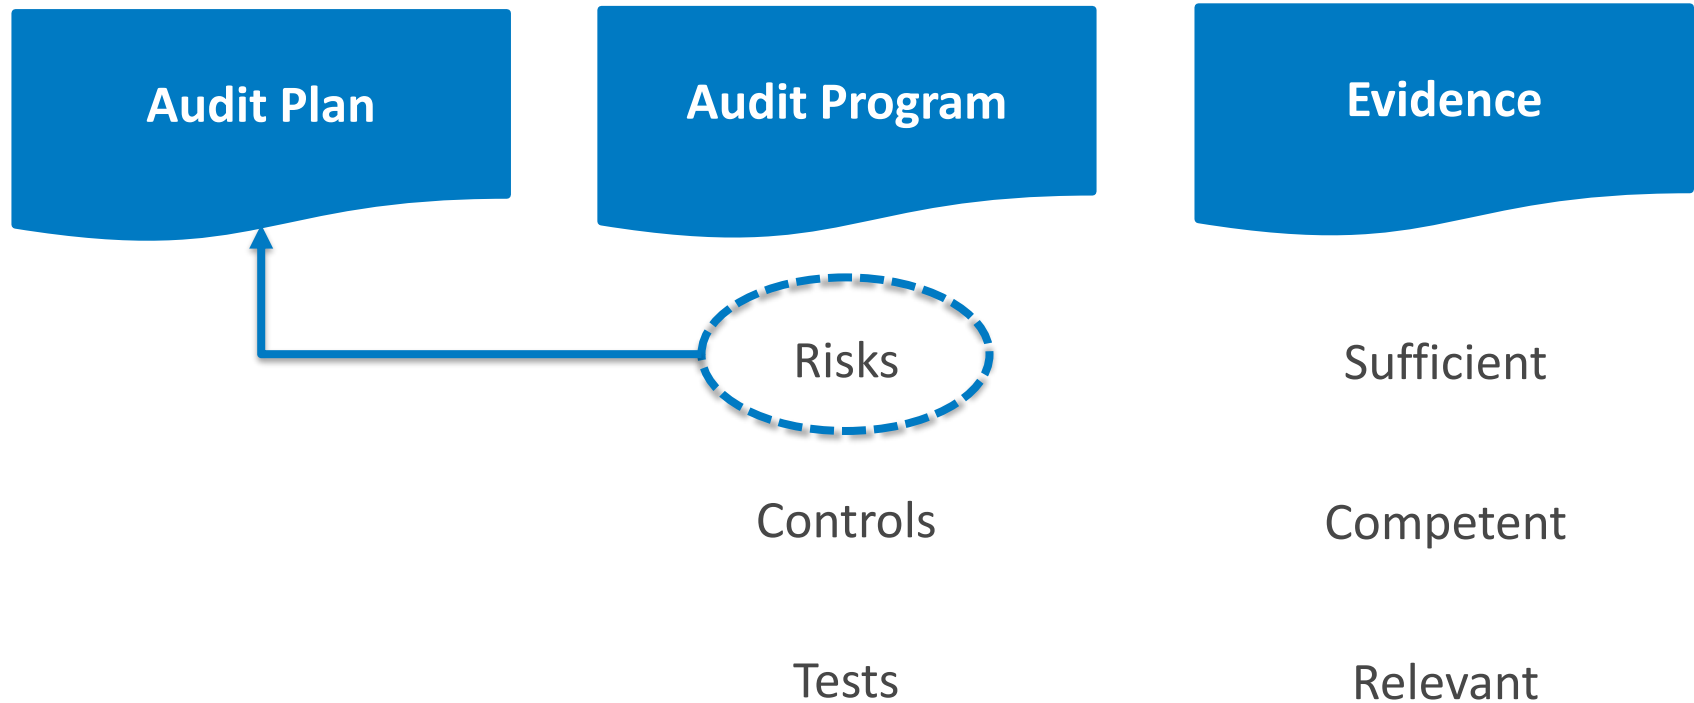 Audit Plan
Audit Program
Evidence
Risks
Sufficient
Controls
Competent
Tests
Relevant